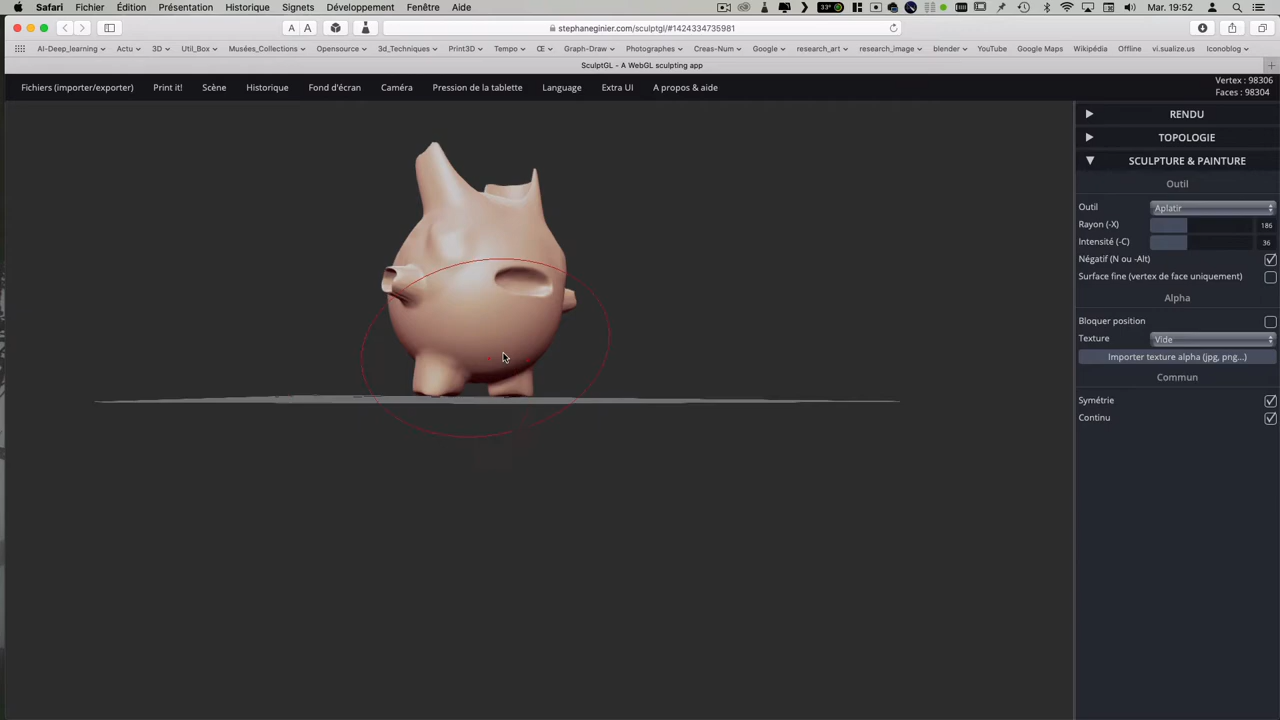 Safari Fichier Édition Présentation Historique Signets Développement Fenêtre Aide 33° Mar. 19:52
A A stephaneginier.com/sculptgl/#1424334735981
AI-Deep_learning Actu 3D Util_Box Musées_Collections Opensource 3d_Techniques Print3D Tempo Œ Graph-Draw Photographes Creas-Num Google research_art research_image blender YouTube Google Maps Wikipédia Offline vi.sualize.us Iconoblog
SculptGL - A WebGL sculpting app
Fichiers (importer/exporter) Print it! Scène Historique Fond d'écran Caméra Pression de la tablette Language Extra UI A propos & aide
Vertex : 98306
Faces : 98304
RENDU
TOPOLOGIE
SCULPTURE & PAINTURE
Outil
Outil Aplatir
Rayon (-X) 186
Intensité (-C) 36
Négatif (N ou -Alt)
Surface fine (vertex de face uniquement)
Alpha
Bloquer position
Texture Vide
Importer texture alpha (jpg, png...)
Commun
Symétrie
Continu